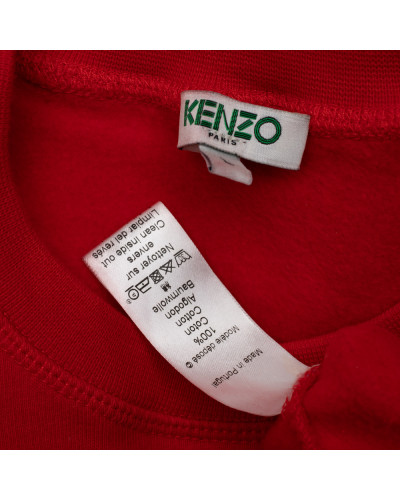 KENZO
PARIS
Made in Portugal
Modèle déposé
100%
Coton
Cotton
Algodon
Baumwolle
Nettoyer sur
envers
Clean inside out
Limpiar del revés